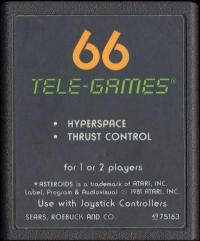 66
TELE-GAMES®
• HYPERSPACE
• THRUST CONTROL
for 1 or 2 players
*ASTEROIDS is a trademark of ATARI, INC.
Label, Program & Audiovisual © 1981 ATARI, INC.
Use with Joystick Controllers
SEARS, ROEBUCK AND CO. 49 75163